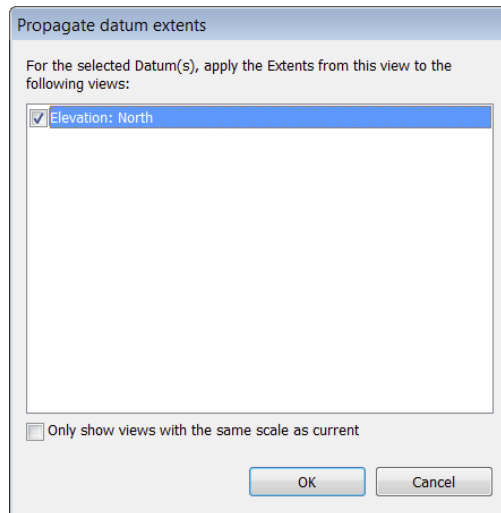 Propagate datum extents
For the selected Datum(s), apply the Extents from this view to the
following views:
Elevation: North
Only show views with the same scale as current
OK
Cancel